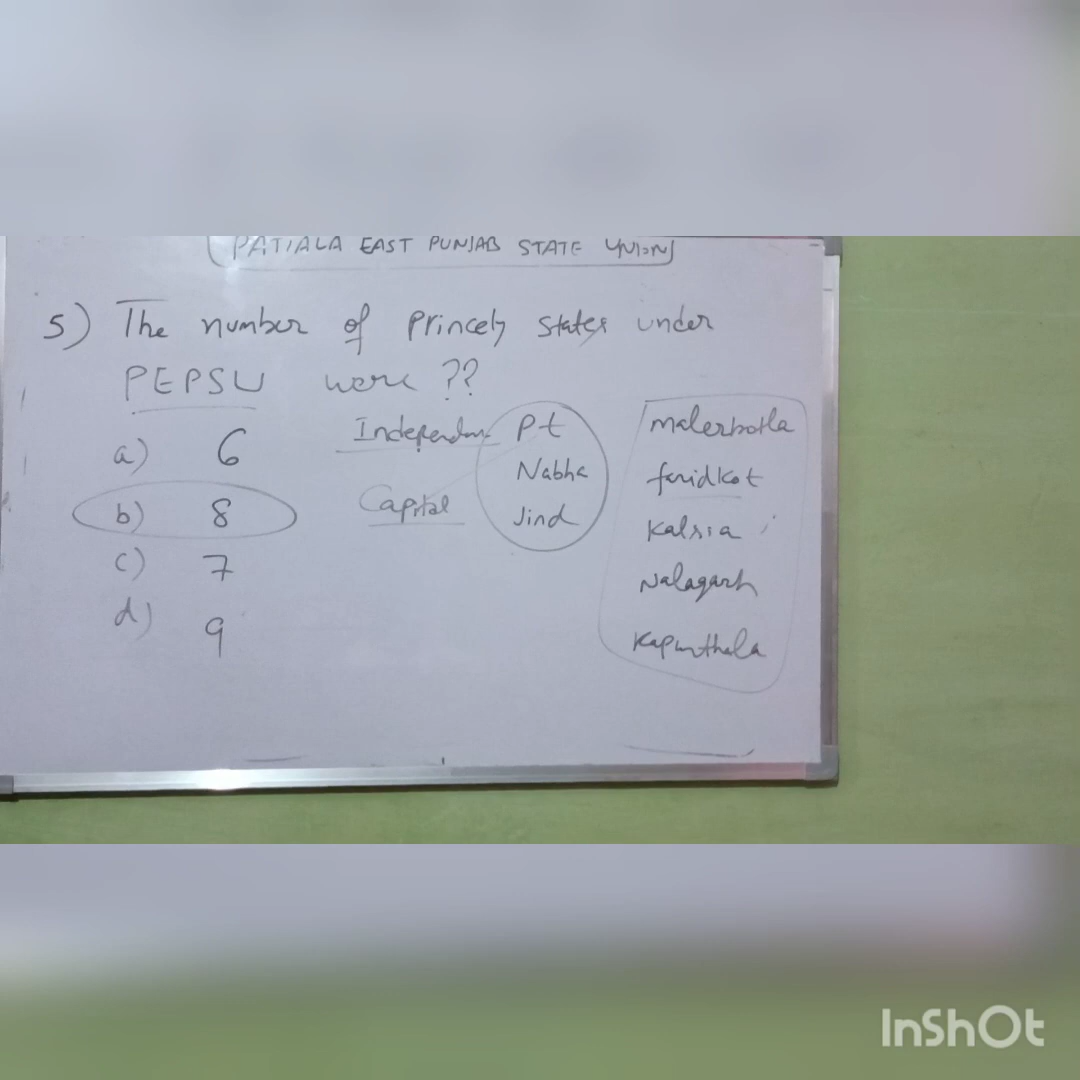 PATIALA EAST PUNJAB STATE UNION
5) The number of princely states under
PEPSU were ??
a) 6
b) 8
c) 7
d) 9
Independen Pt
Nabha
Capital
Jind
malerkotla
faridkot
Kalsia
Nalagarh
Kapurthala
InShOt